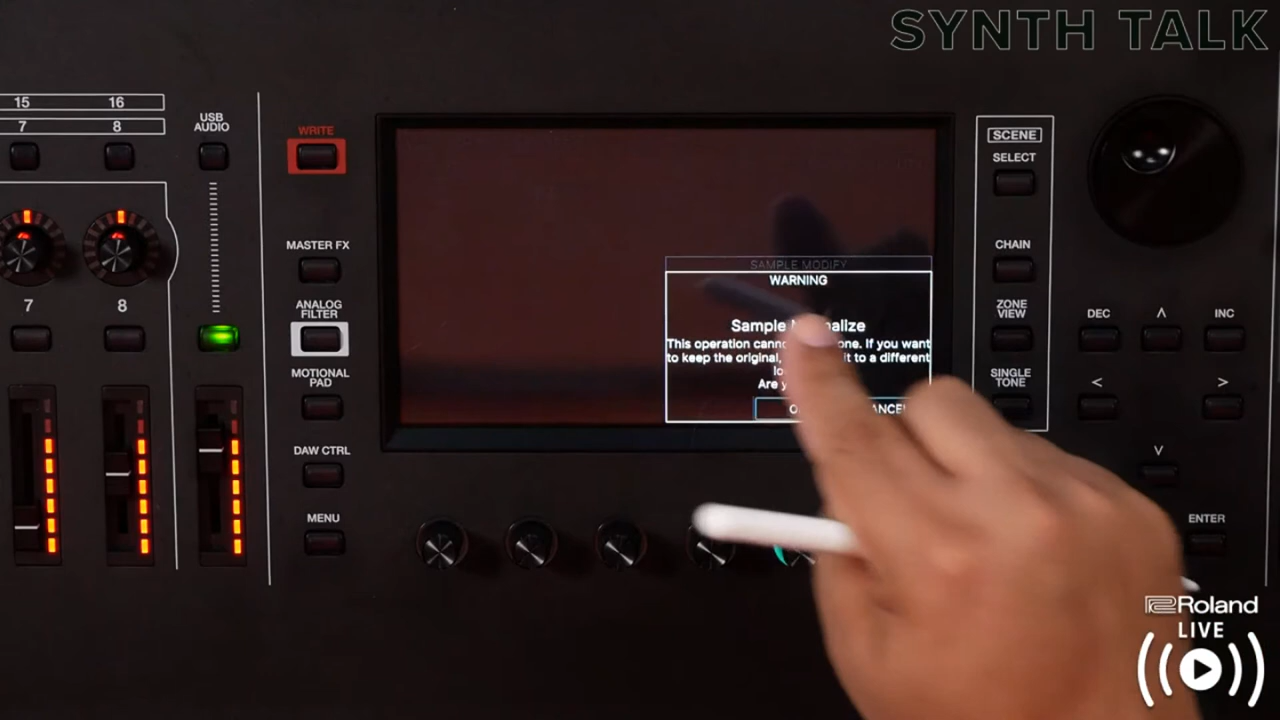 SYNTH TALK
15 16
7 8
USB
AUDIO
WRITE
MASTER FX
ANALOG
FILTER
MOTIONAL
PAD
DAW CTRL
MENU
7 8
SAMPLE MODIFY
WARNING
Sample
This operation If you want
to keep the original, it to a different
Are
SCENE
SELECT
CHAIN
ZONE
VIEW
SINGLE
TONE
DEC ∧ INC
< >
∨
ENTER
Roland
LIVE